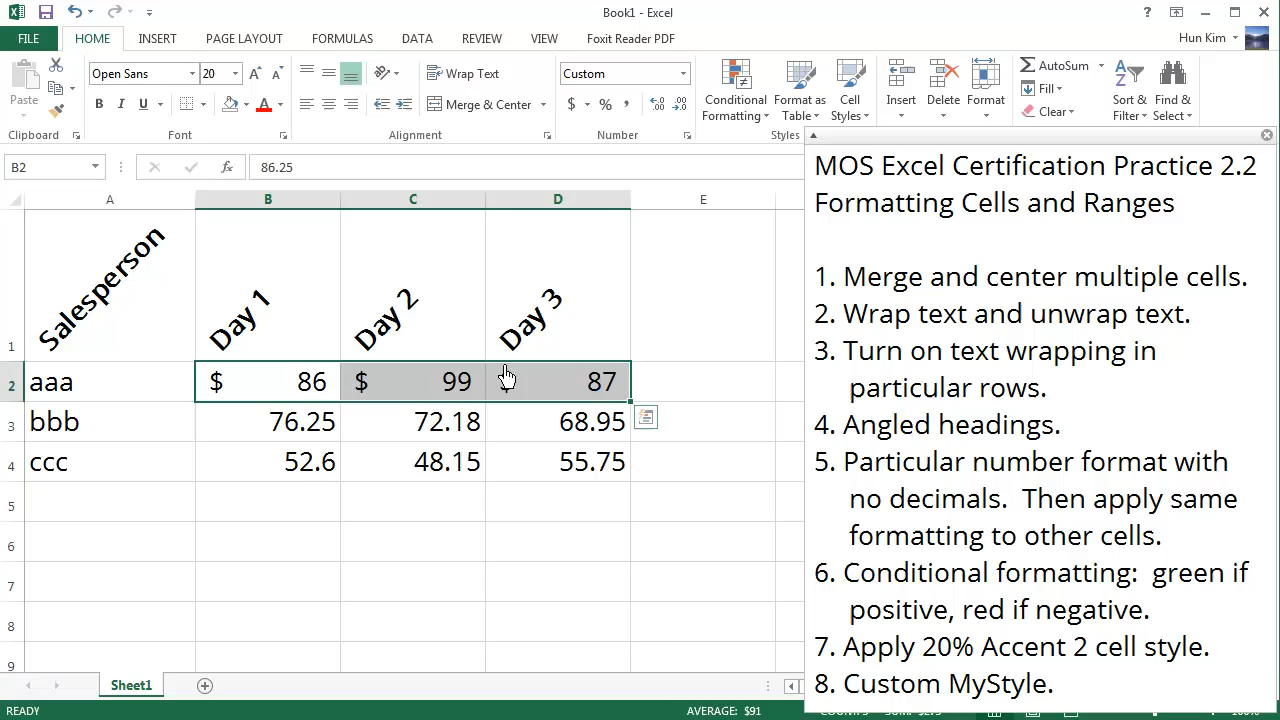 Book1 - Excel
FILE HOME INSERT PAGE LAYOUT FORMULAS DATA REVIEW VIEW Foxit Reader PDF Hun Kim
Open Sans 20 Wrap Text Custom AutoSum
Paste B I U A Merge & Center $ % , Conditional Formatting Format as Table Cell Styles Insert Delete Format Fill Clear Sort & Filter Find & Select
Clipboard Font Alignment Number Styles
B2 fx 86.25
A B C D E
1 Salesperson Day 1 Day 2 Day 3
2 aaa $ 86 $ 99 87
3 bbb 76.25 72.18 68.95
4 ccc 52.6 48.15 55.75
5
6
7
8
9
Sheet1
READY AVERAGE: $91
MOS Excel Certification Practice 2.2
Formatting Cells and Ranges
1. Merge and center multiple cells.
2. Wrap text and unwrap text.
3. Turn on text wrapping in
particular rows.
4. Angled headings.
5. Particular number format with
no decimals. Then apply same
formatting to other cells.
6. Conditional formatting: green if
positive, red if negative.
7. Apply 20% Accent 2 cell style.
8. Custom MyStyle.